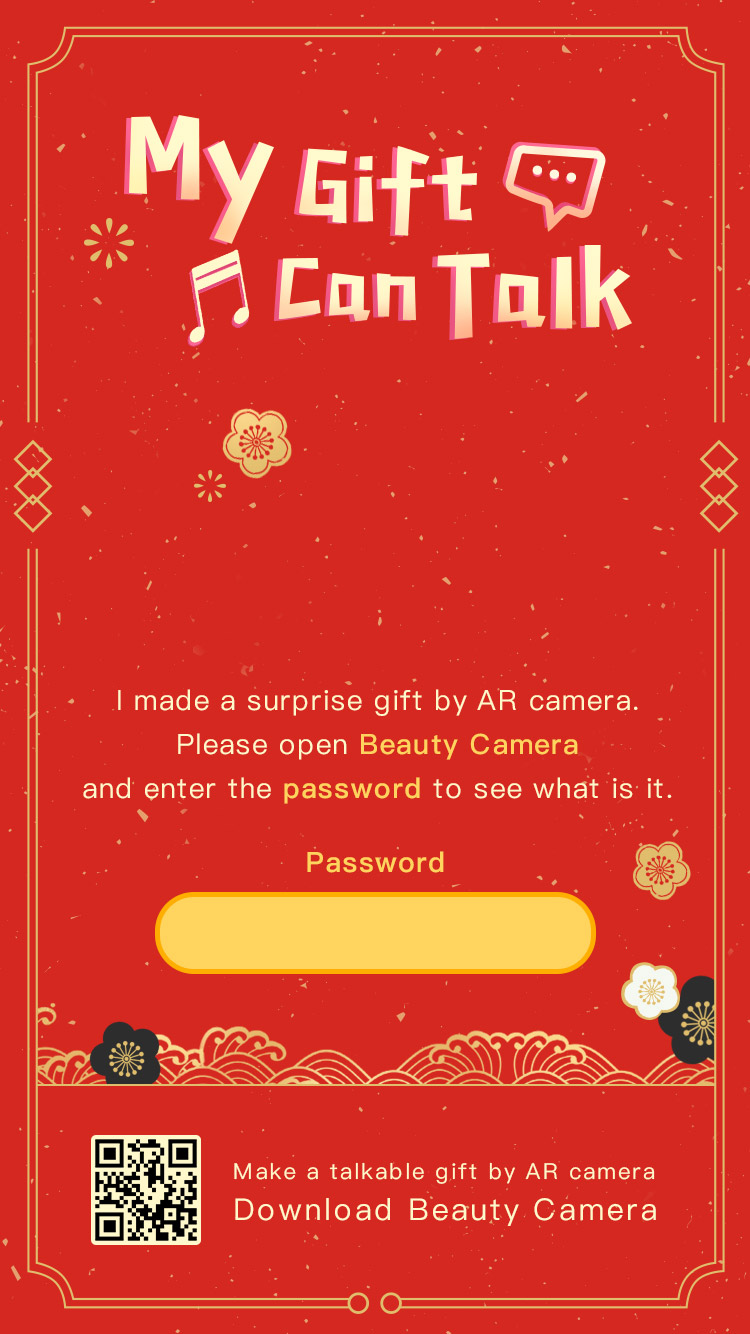 My Gift
Can Talk
I made a surprise gift by AR camera.
Please open Beauty Camera
and enter the password to see what is it.
Password
Make a talkable gift by AR camera
Download Beauty Camera